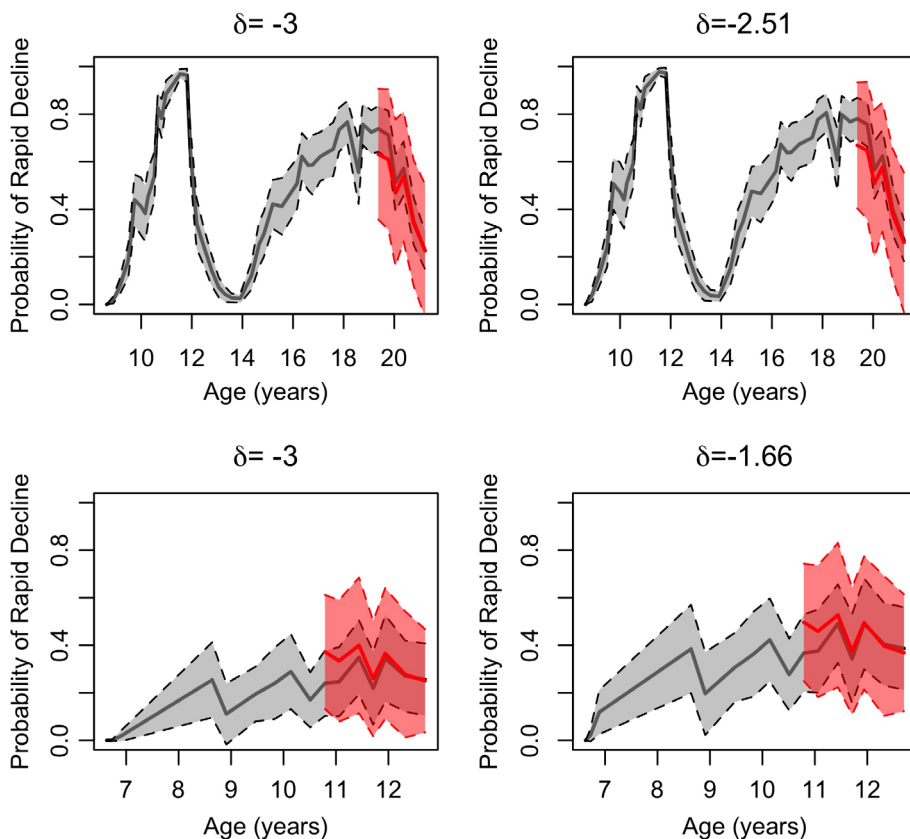 δ= -3
δ=-2.51
Probability of Rapid Decline
0.0 0.4 0.8
10 12 14 16 18 20
Age (years)
Probability of Rapid Decline
0.0 0.4 0.8
10 12 14 16 18 20
Age (years)
δ= -3
δ=-1.66
Probability of Rapid Decline
0.0 0.4 0.8
7 8 9 10 11 12
Age (years)
Probability of Rapid Decline
0.0 0.4 0.8
7 8 9 10 11 12
Age (years)